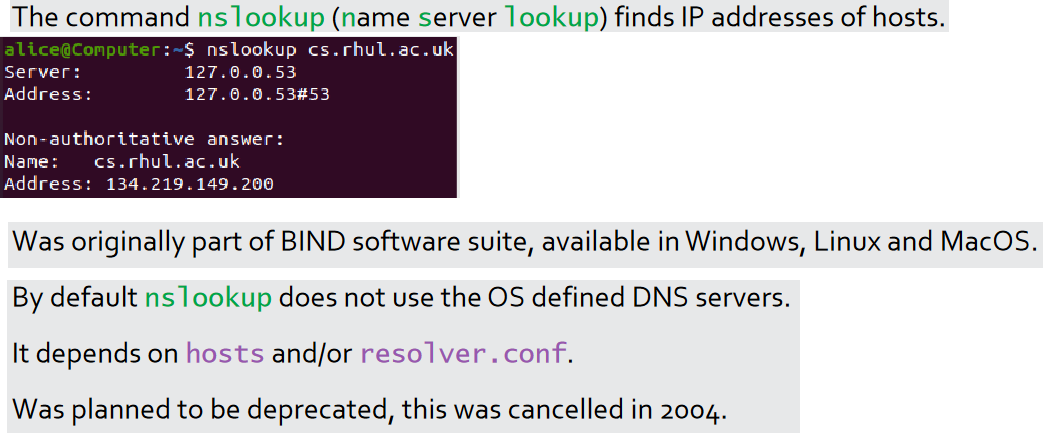 The command nslookup (name server lookup) finds IP addresses of hosts.
alice@Computer:~$ nslookup cs.rhul.ac.uk
Server: 127.0.0.53
Address: 127.0.0.53#53
Non-authoritative answer:
Name: cs.rhul.ac.uk
Address: 134.219.149.200
Was originally part of BIND software suite, available in Windows, Linux and MacOS.
By default nslookup does not use the OS defined DNS servers.
It depends on hosts and/or resolver.conf.
Was planned to be deprecated, this was cancelled in 2004.